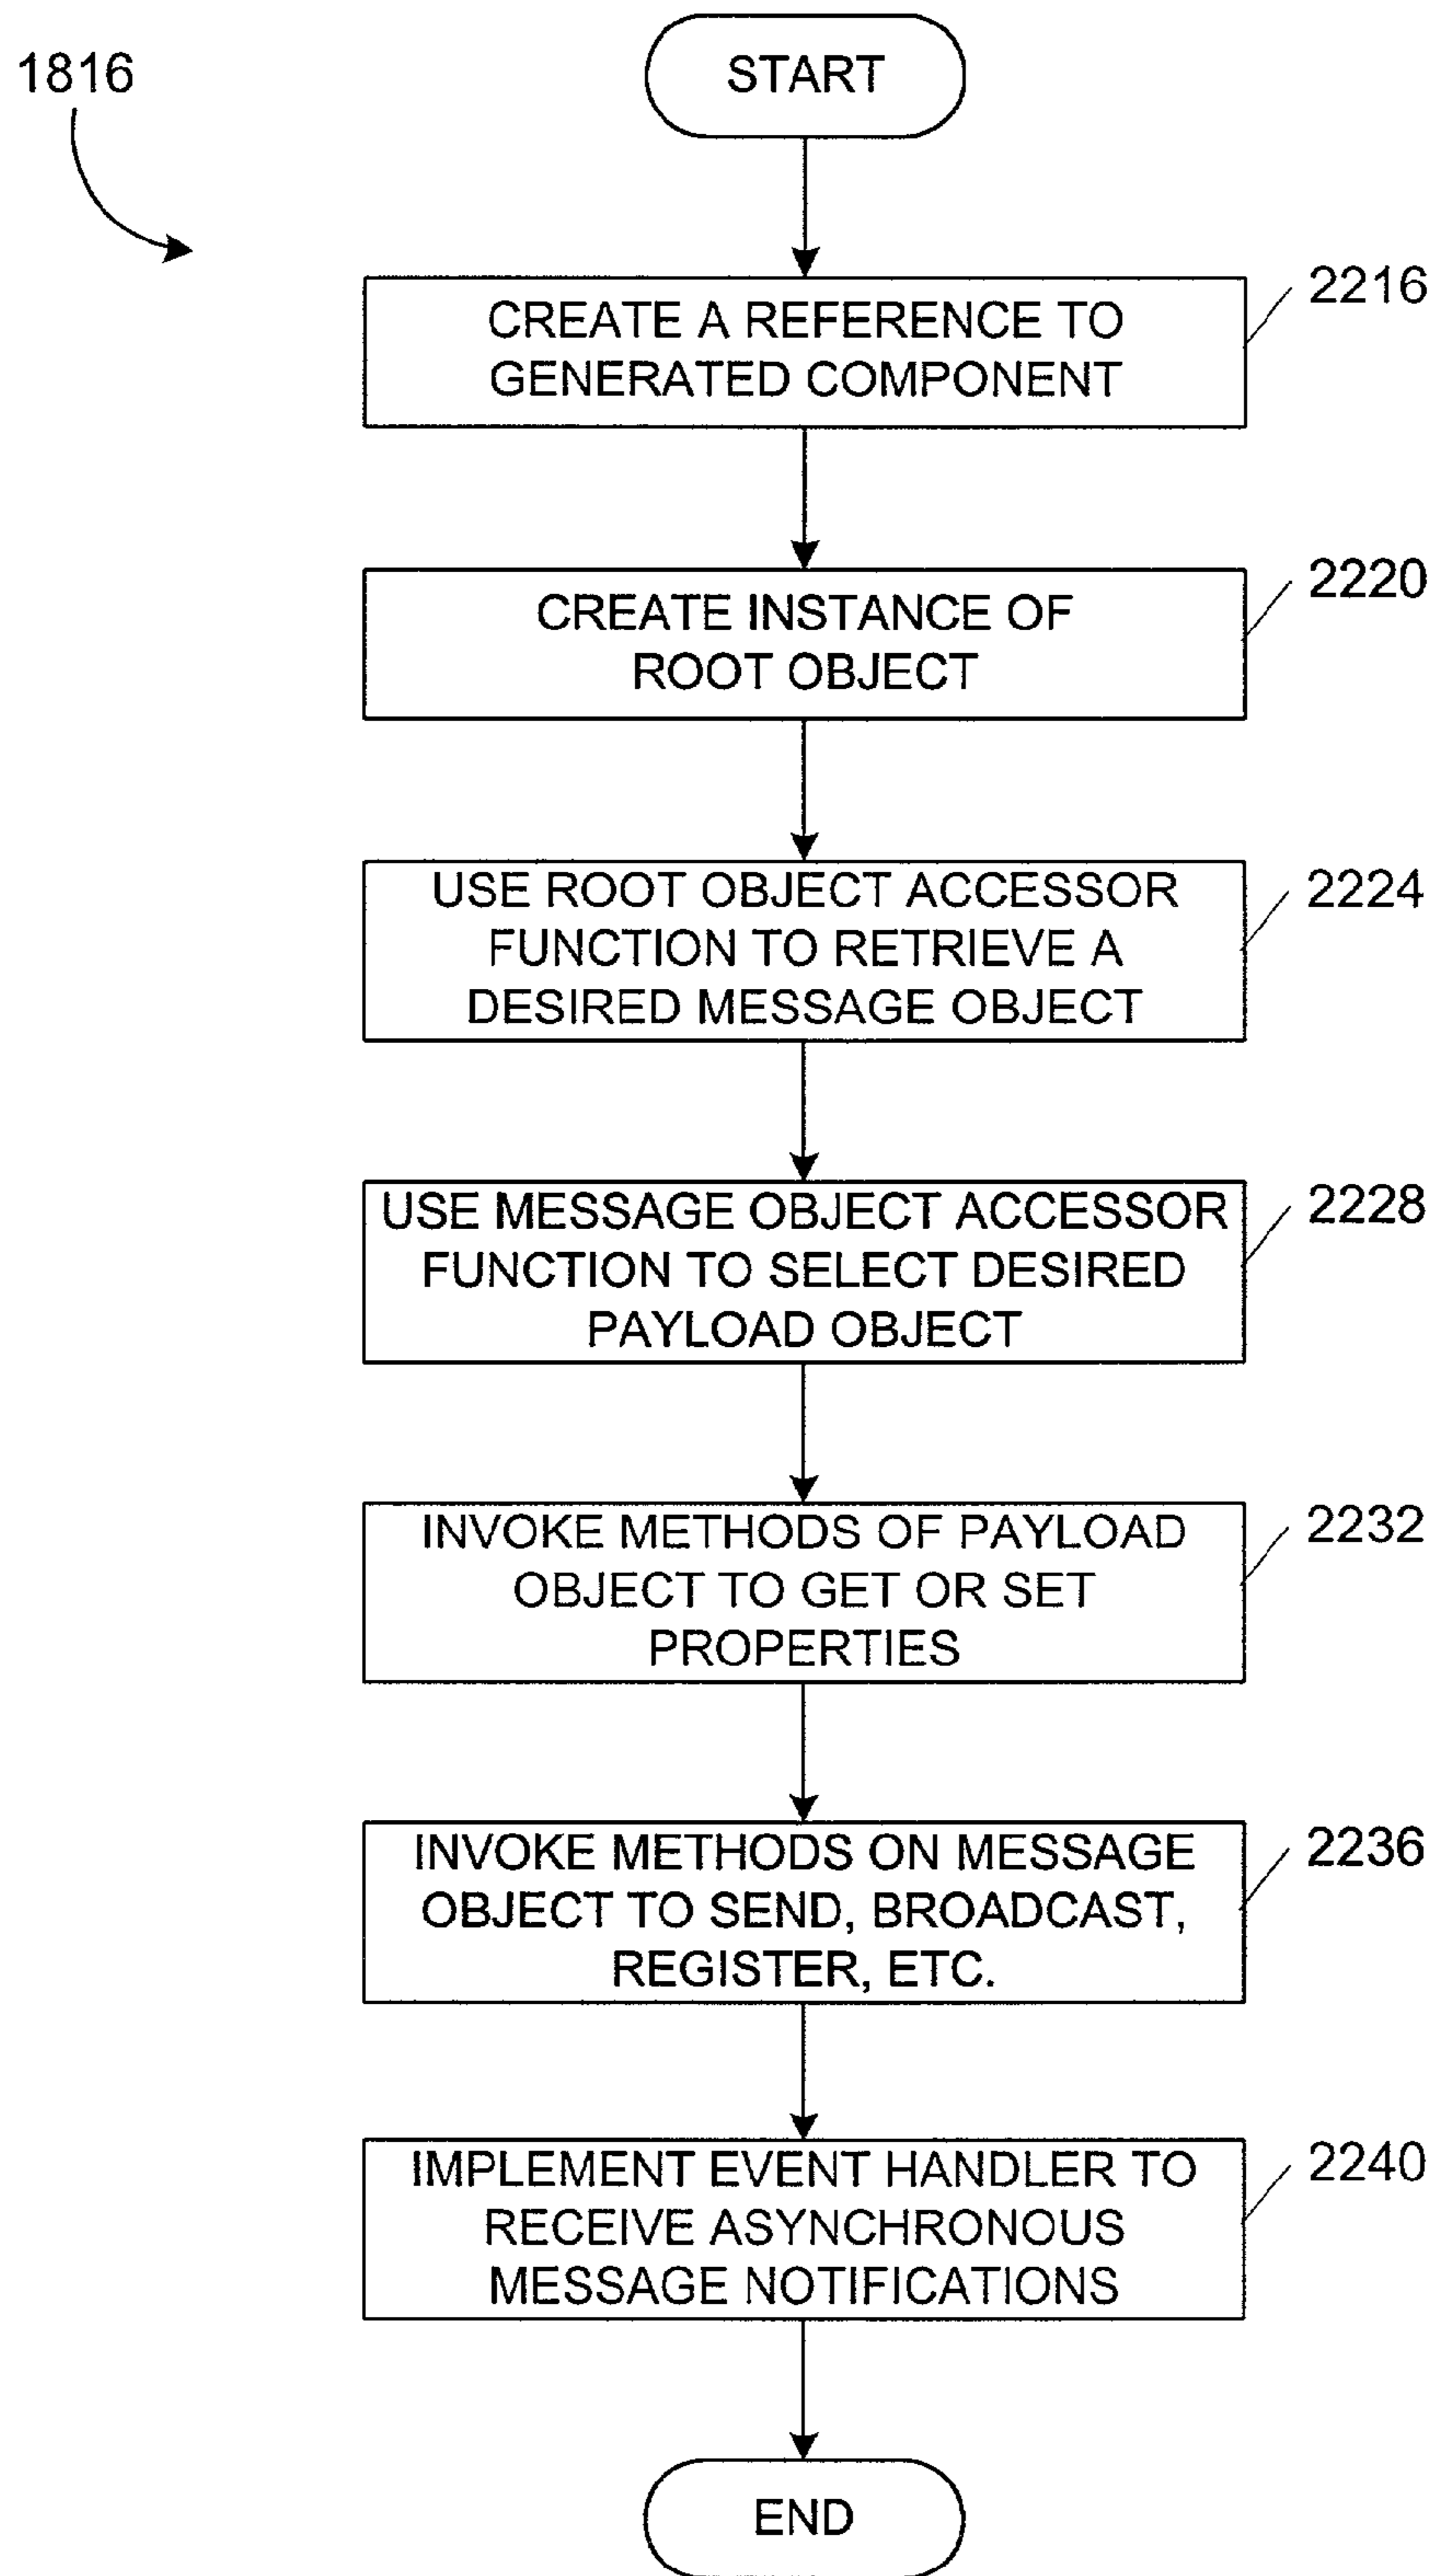 1816
START
CREATE A REFERENCE TO
GENERATED COMPONENT
2216
CREATE INSTANCE OF
ROOT OBJECT
2220
USE ROOT OBJECT ACCESSOR
FUNCTION TO RETRIEVE A
DESIRED MESSAGE OBJECT
2224
USE MESSAGE OBJECT ACCESSOR
FUNCTION TO SELECT DESIRED
PAYLOAD OBJECT
2228
INVOKE METHODS OF PAYLOAD
OBJECT TO GET OR SET
PROPERTIES
2232
INVOKE METHODS ON MESSAGE
OBJECT TO SEND, BROADCAST,
REGISTER, ETC.
2236
IMPLEMENT EVENT HANDLER TO
RECEIVE ASYNCHRONOUS
MESSAGE NOTIFICATIONS
2240
END